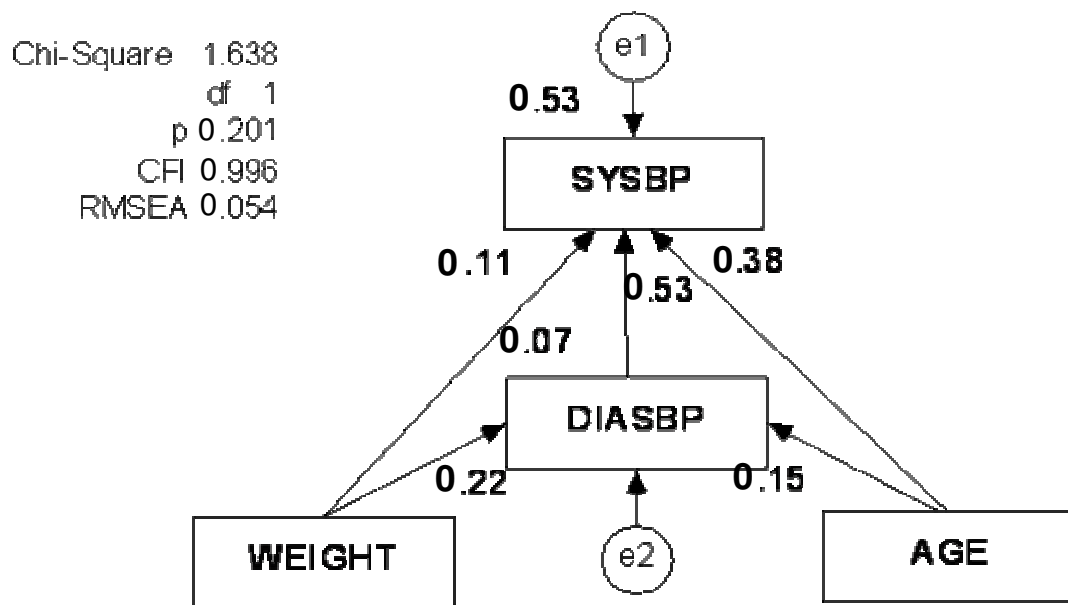 Chi-Square 1.638
df 1
p 0.201
CFI 0.996
RMSEA 0.054
e1
0.53
SYSBP
0.11
0.53
0.38
0.07
DIASBP
0.22
0.15
WEIGHT
e2
AGE